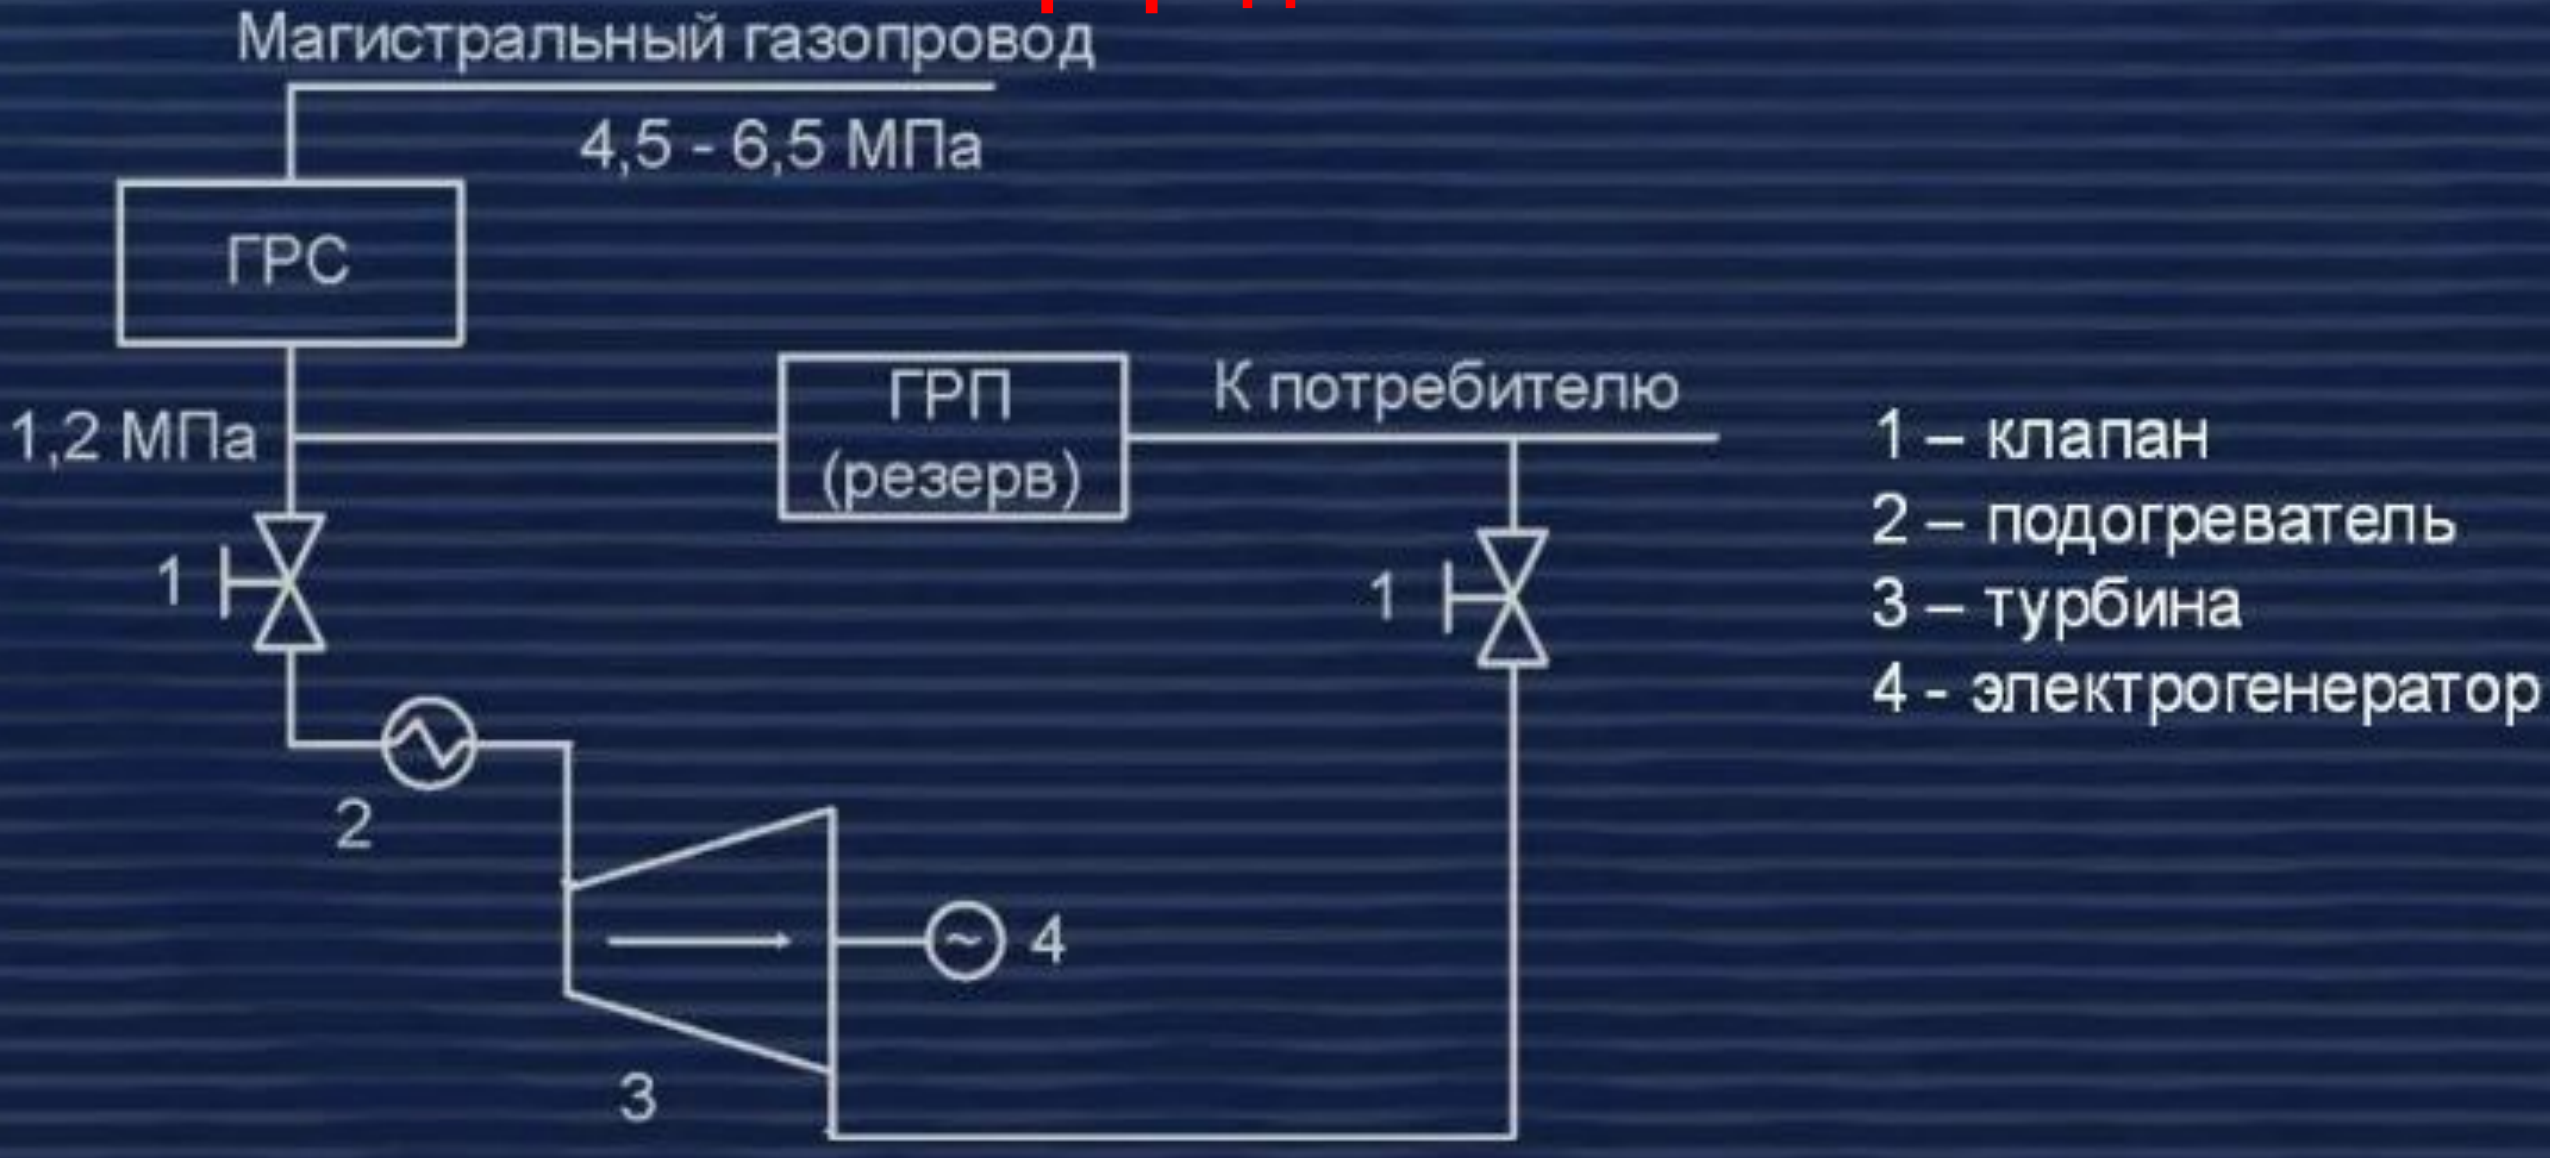 Магистральный газопровод
4,5 - 6,5 МПа
ГРС
1,2 МПа
ГРП
(резерв)
К потребителю
1
1
2
3
~
4
1 – клапан
2 – подогреватель
3 – турбина
4 - электрогенератор